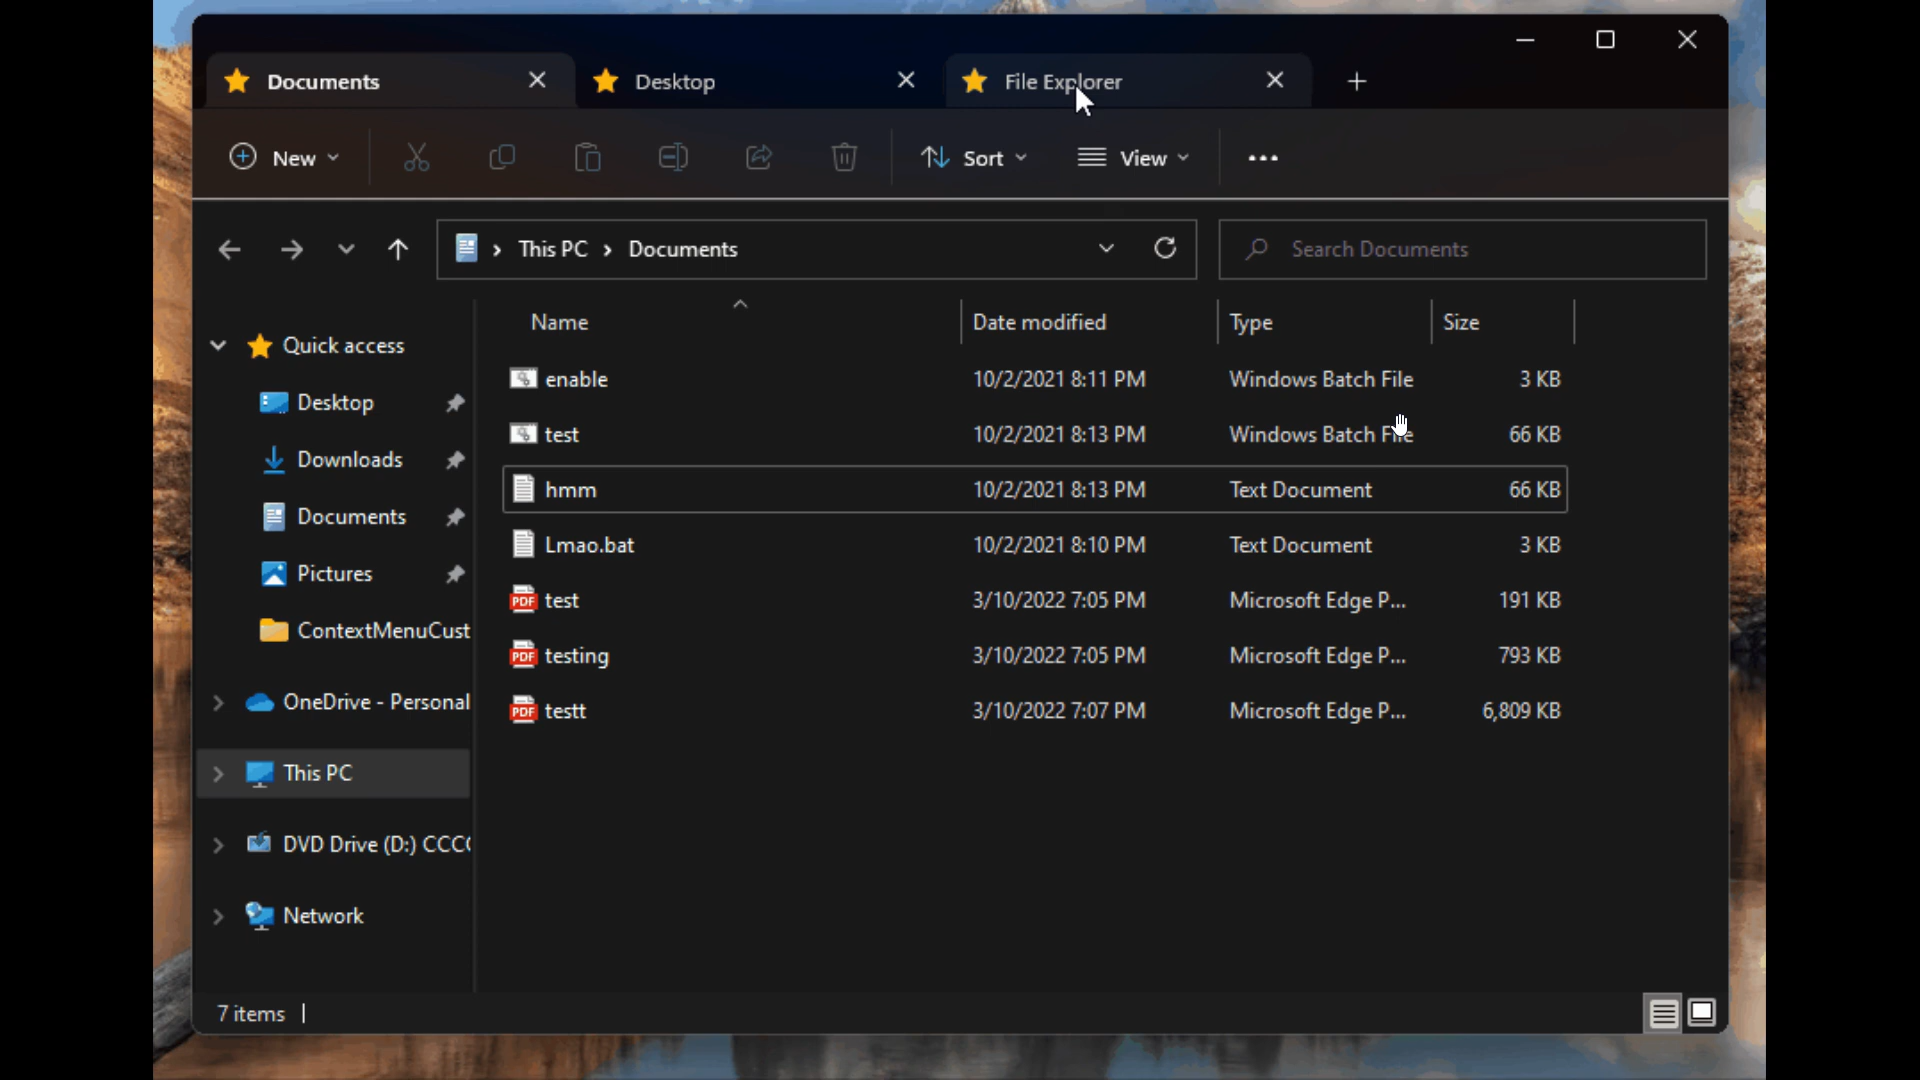 Documents Desktop File Explorer
New Sort View
This PC Documents Search Documents
Name Date modified Type Size
Quick access
Desktop
Downloads
Documents
Pictures
ContextMenuCust
OneDrive - Personal
This PC
DVD Drive (D:) CCC
Network
enable 10/2/2021 8:11 PM Windows Batch File 3 KB
test 10/2/2021 8:13 PM Windows Batch File 66 KB
hmm 10/2/2021 8:13 PM Text Document 66 KB
Lmao.bat 10/2/2021 8:10 PM Text Document 3 KB
PDF test 3/10/2022 7:05 PM Microsoft Edge P... 191 KB
PDF testing 3/10/2022 7:05 PM Microsoft Edge P... 793 KB
PDF testt 3/10/2022 7:07 PM Microsoft Edge P... 6,809 KB
7 items